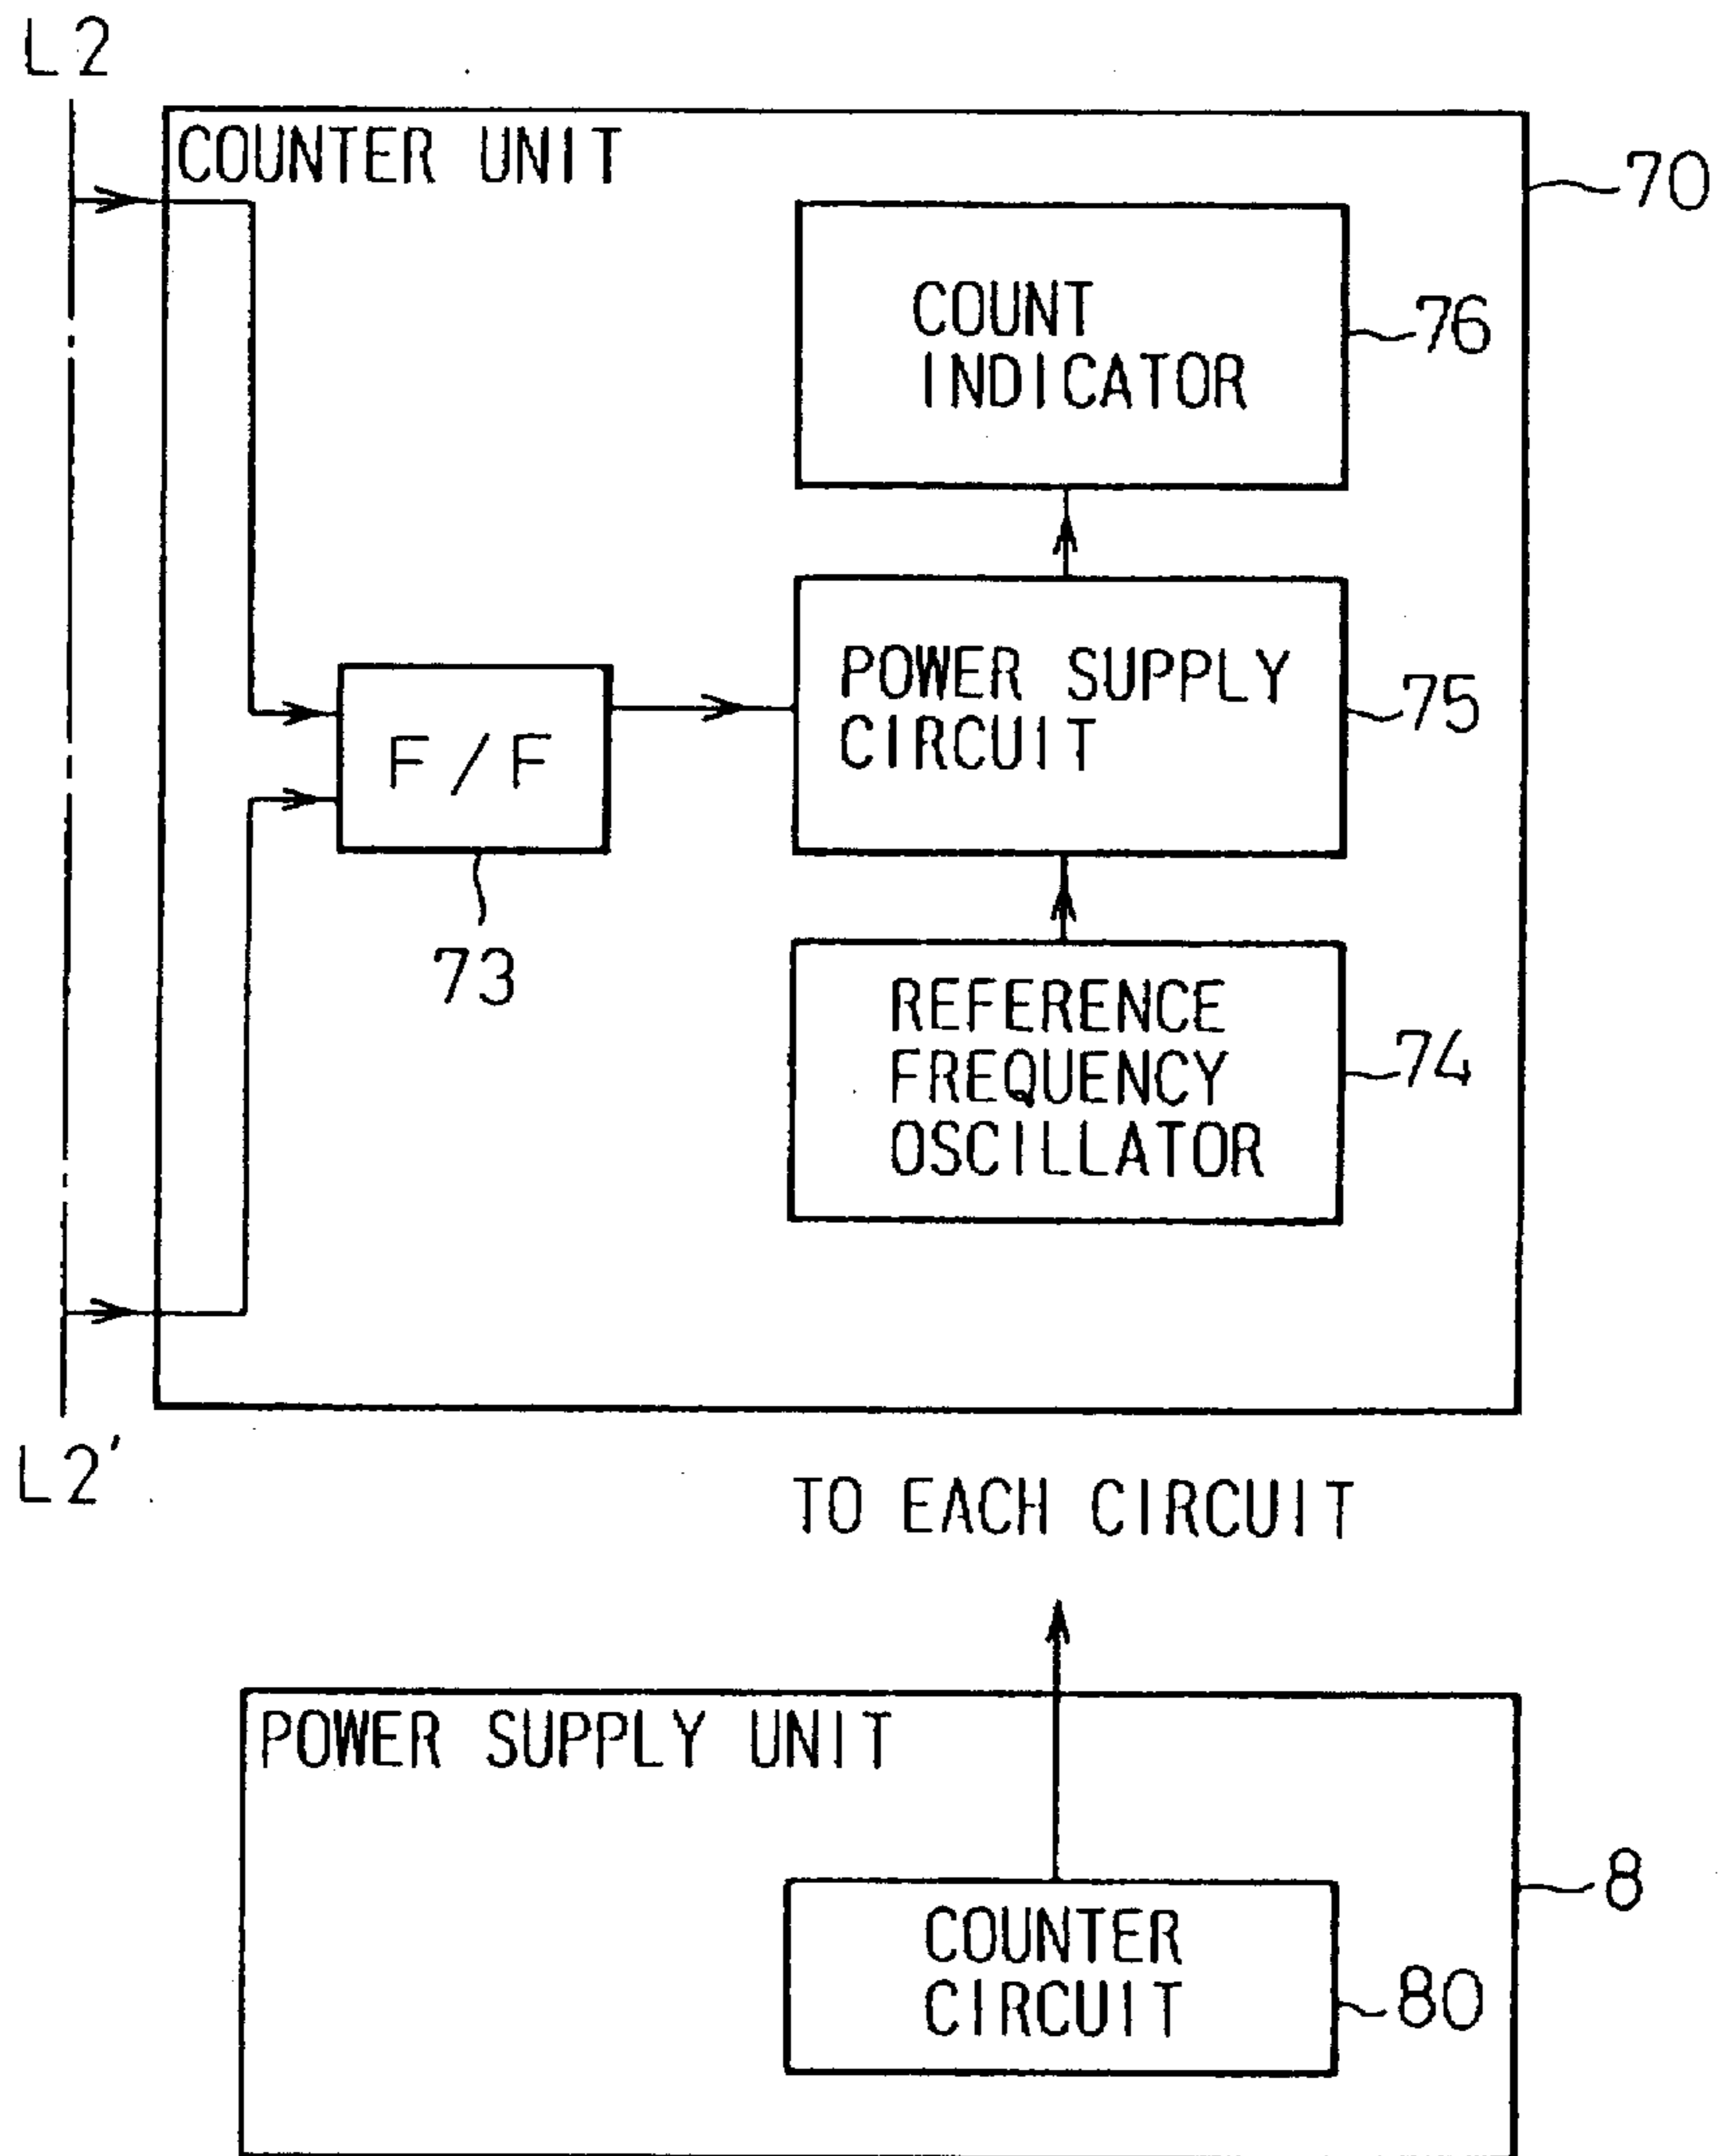 L2
COUNTER UNIT
70
COUNT
INDICATOR
76
POWER SUPPLY
CIRCUIT
75
F/F
73
REFERENCE
FREQUENCY
OSCILLATOR
74
L2'
TO EACH CIRCUIT
POWER SUPPLY UNIT
8
COUNTER
CIRCUIT
80